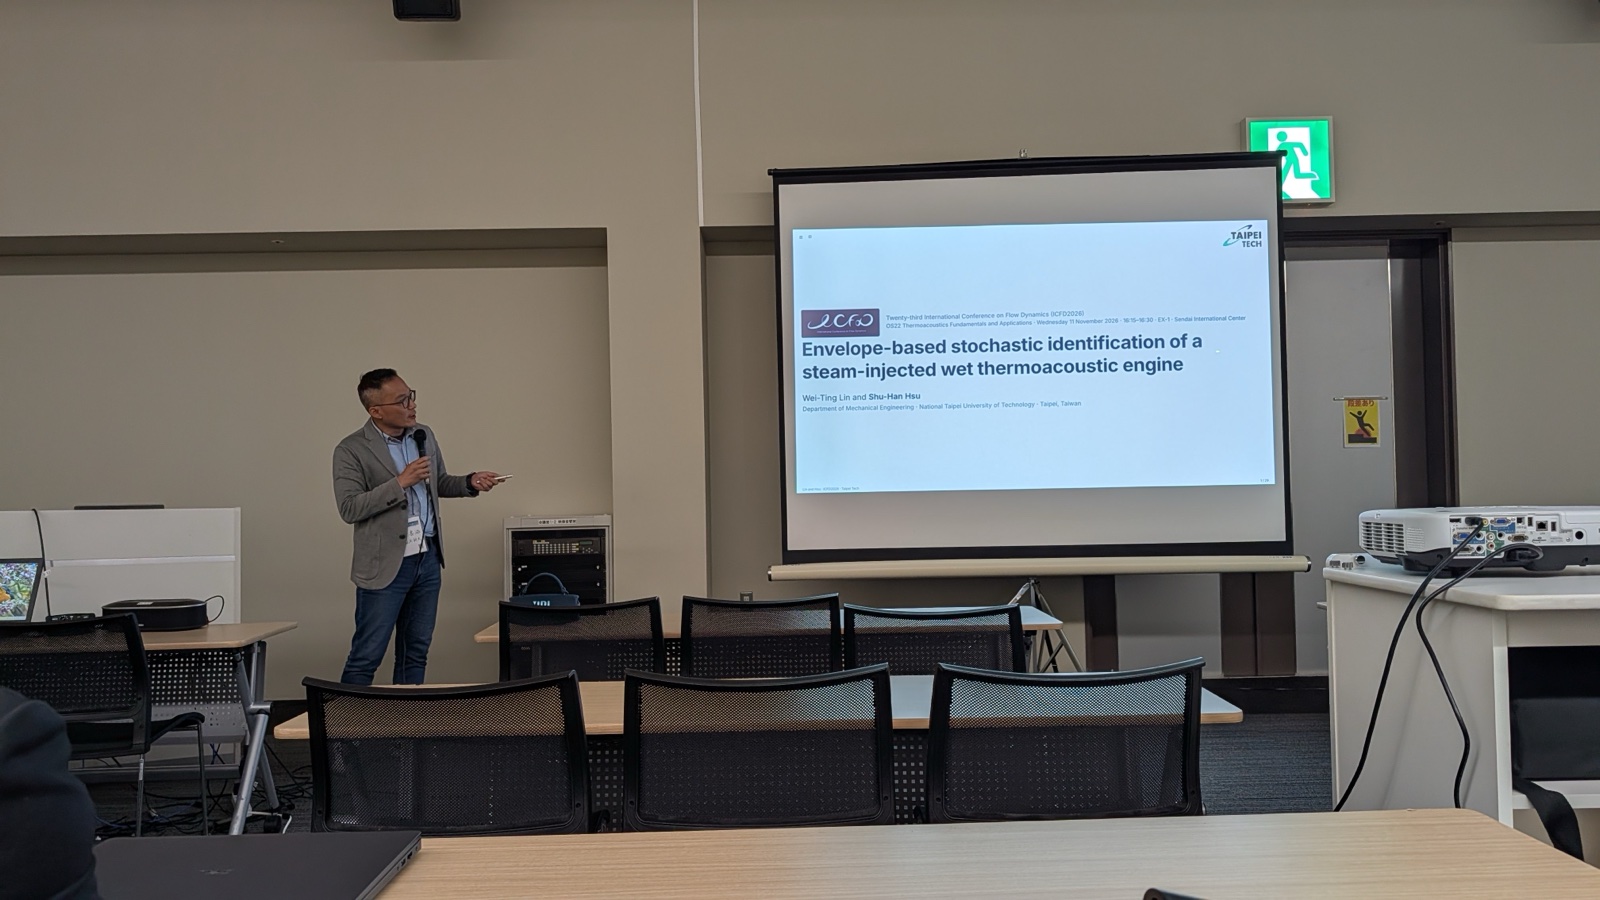 TAIPEI
TECH
Twenty-third International Conference on Flow Dynamics (ICFD2026)
OS22 Thermoacoustics Fundamentals and Applications · Wednesday 11 November 2026 · 16:15-16:30 · EX-1 · Sendai International Center
Envelope-based stochastic identification of a
steam-injected wet thermoacoustic engine
Wei-Ting Lin and Shu-Han Hsu
Department of Mechanical Engineering · National Taipei University of Technology · Taipei, Taiwan